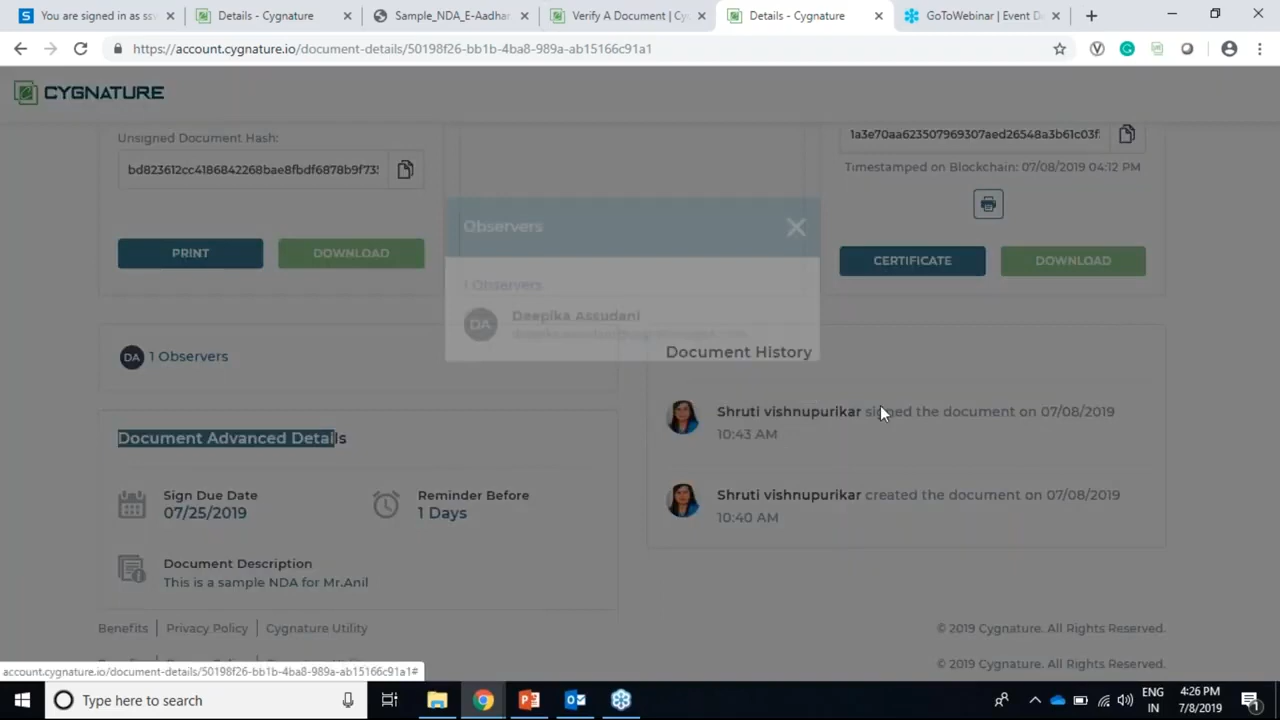 You are signed in as ss
Details - Cygnature
Sample_NDA_E-Aadhar
Verify A Document | Cy
Details - Cygnature
GoToWebinar | Event D
https://account.cygnature.io/document-details/50198f26-bb1b-4ba8-989a-ab15166c91a1
CYGNATURE
Unsigned Document Hash:
bd823612cc4186842268bae8fbdf6878b9f73
1a3e70aa623507969307aed26548a3b61c03f
Timestamped on Blockchain: 07/08/2019 04:12 PM
PRINT
DOWNLOAD
CERTIFICATE
DOWNLOAD
Observers
1 Observers
DA
Deepika Assudani
DA
1 Observers
Document History
Shruti vishnupurikar signed the document on 07/08/2019
10:43 AM
Shruti vishnupurikar created the document on 07/08/2019
10:40 AM
Document Advanced Details
Sign Due Date
07/25/2019
Reminder Before
1 Days
Document Description
This is a sample NDA for Mr.Anil
Benefits | Privacy Policy | Cygnature Utility
© 2019 Cygnature. All Rights Reserved.
© 2019 Cygnature. All Rights Reserved.
account.cygnature.io/document-details/50198f26-bb1b-4ba8-989a-ab15166c91a1#
Type here to search
ENG
IN
4:26 PM
7/8/2019
1